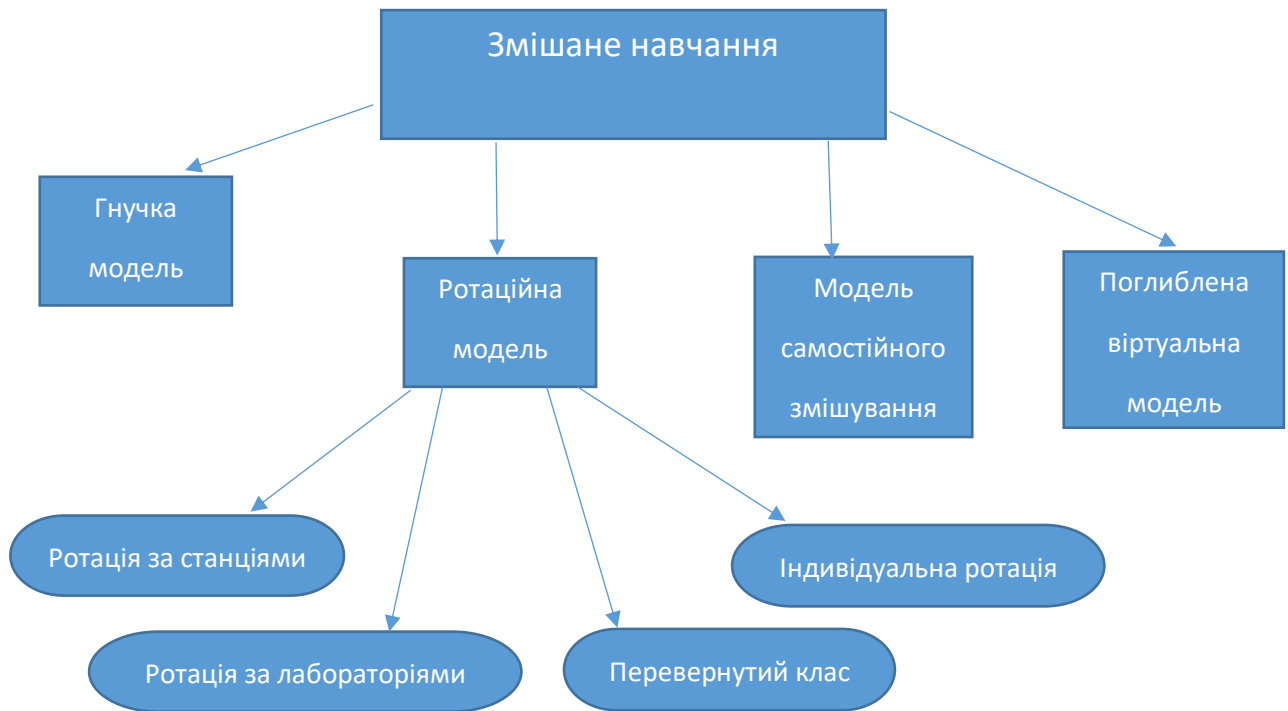 Змішане навчання
Гнучка
модель
Ротаційна
модель
Модель
самостійного
змішування
Поглиблена
віртуальна
модель
Ротація за станціями
Індивідуальна ротація
Ротація за лабораторіями
Перевернутий клас